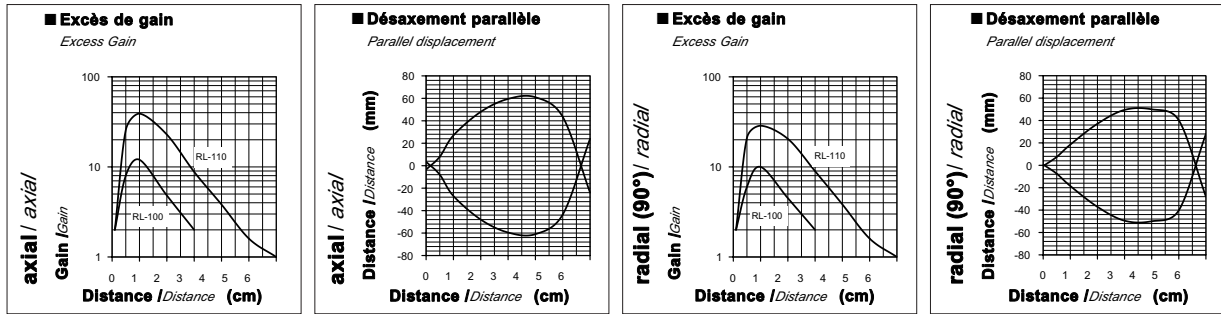 ■ Excès de gain
Excess Gain
axial / axial
Gain / Gain
100
10
1
RL-110
RL-100
0 1 2 3 4 5 6
Distance / Distance (cm)
■ Désaxement parallèle
Parallel displacement
axial / axial
Distance / Distance (mm)
80
60
40
20
0
-20
-40
-60
-80
0 1 2 3 4 5 6
Distance / Distance (cm)
■ Excès de gain
Excess Gain
radial (90°) / radial
Gain / Gain
100
10
1
RL-110
RL-100
0 1 2 3 4 5 6
Distance / Distance (cm)
■ Désaxement parallèle
Parallel displacement
radial (90°) / radial
Distance / Distance (mm)
80
60
40
20
0
-20
-40
-60
-80
0 1 2 3 4 5 6
Distance / Distance (cm)